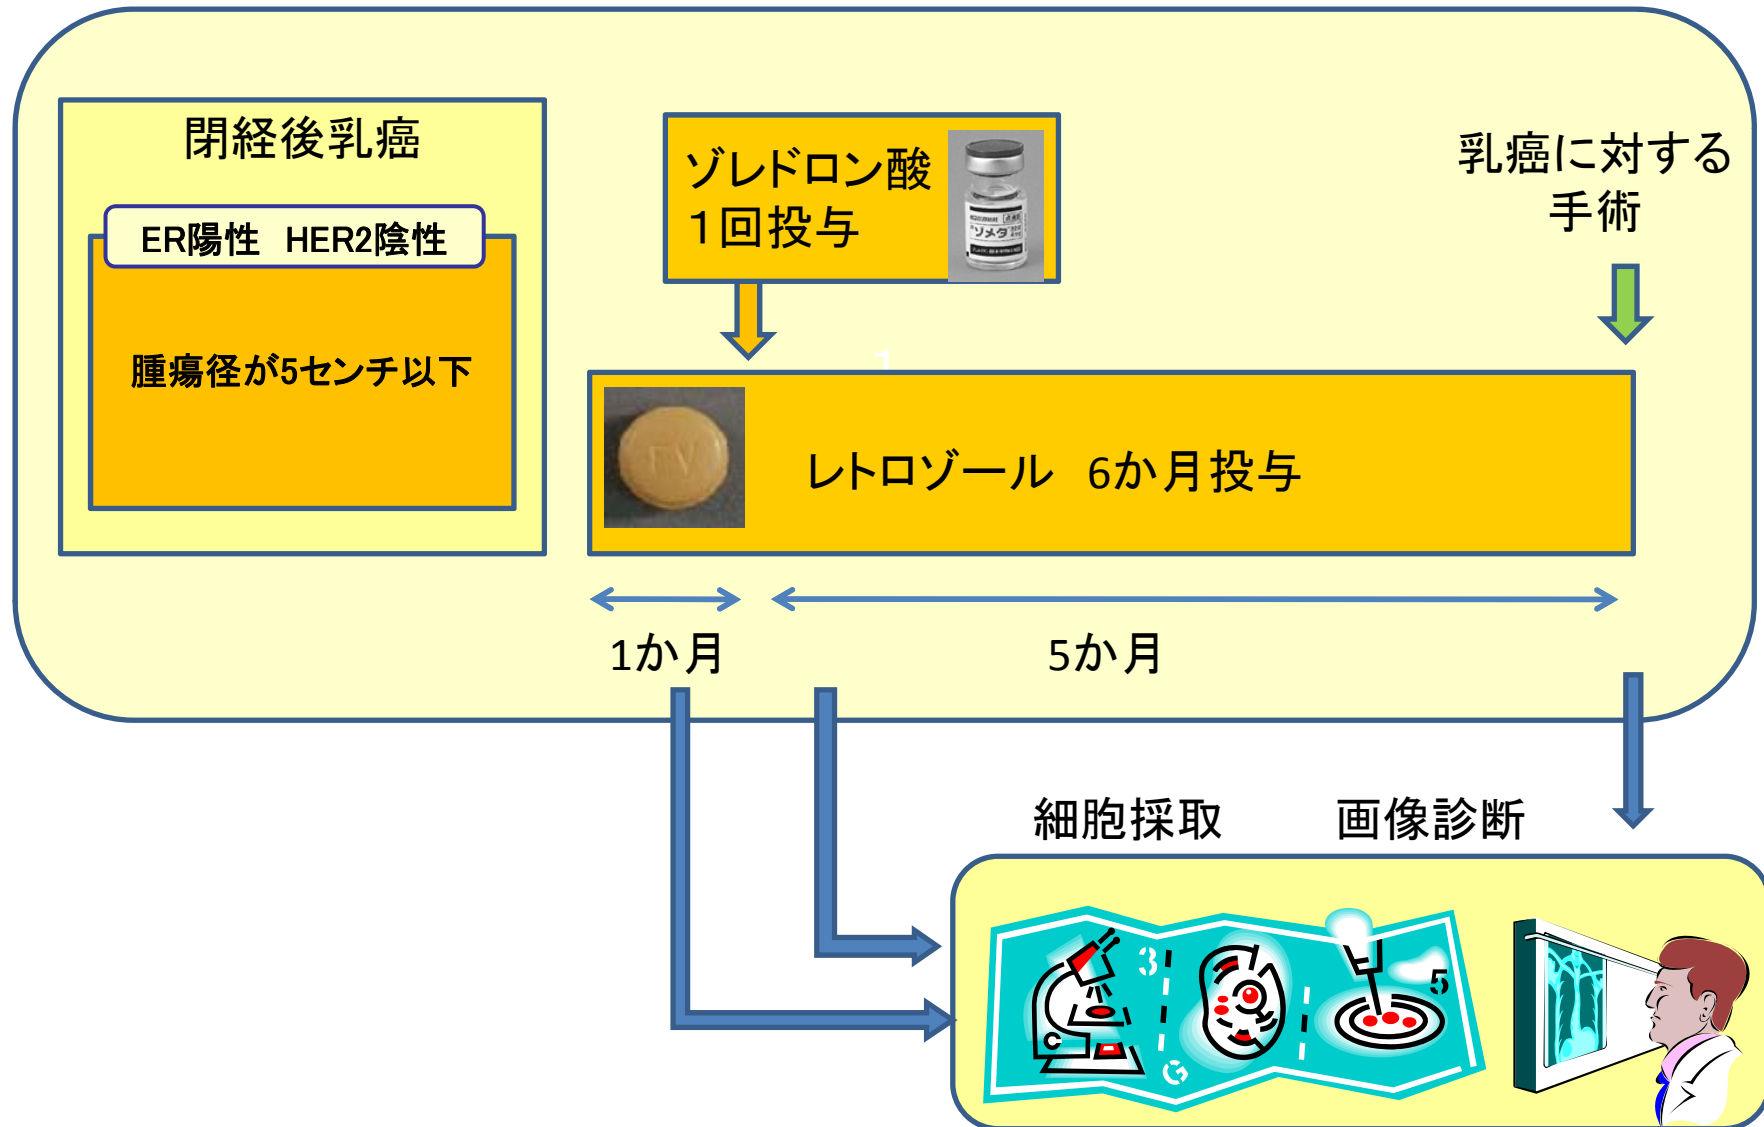 閉経後乳癌
ER陽性　HER2陰性
腫瘍径が5センチ以下
ゾレドロン酸
１回投与
ゾメタ
乳癌に対する
手術
1
FV
レトロゾール　6か月投与
1か月
5か月
細胞採取
画像診断
3
5